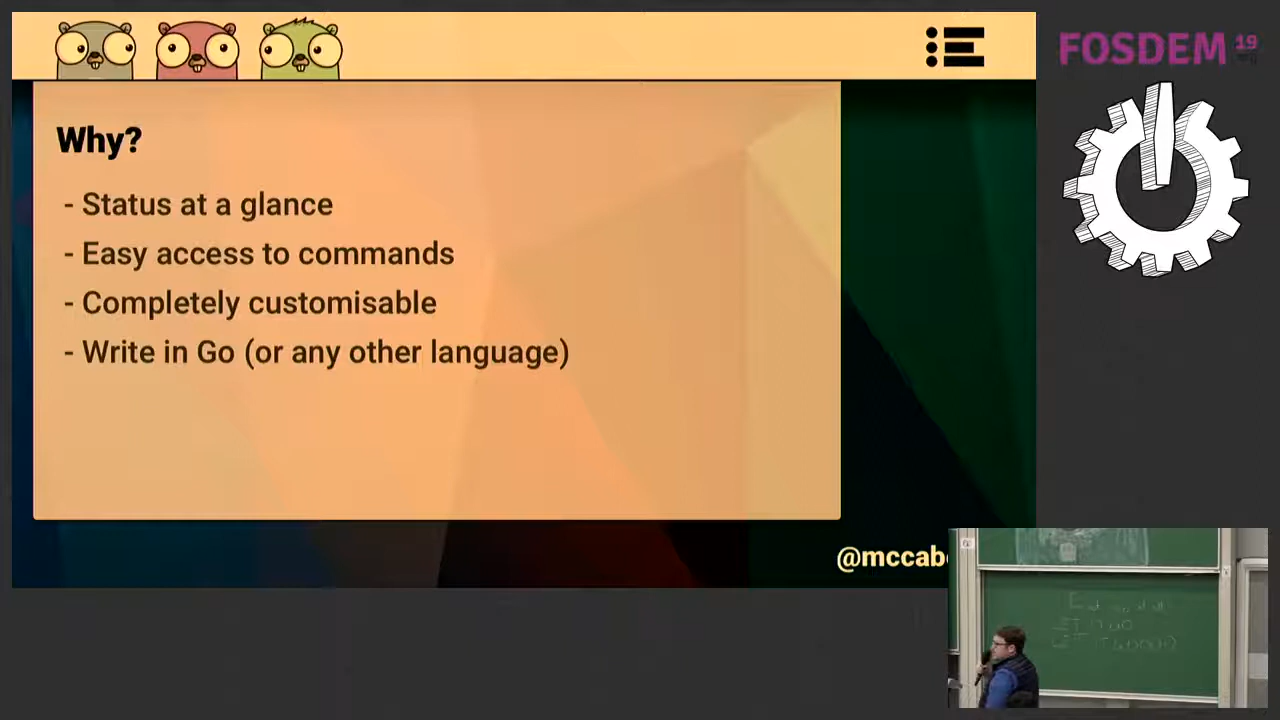 FOSDEM 19
.org
Why?
- Status at a glance
- Easy access to commands
- Completely customisable
- Write in Go (or any other language)